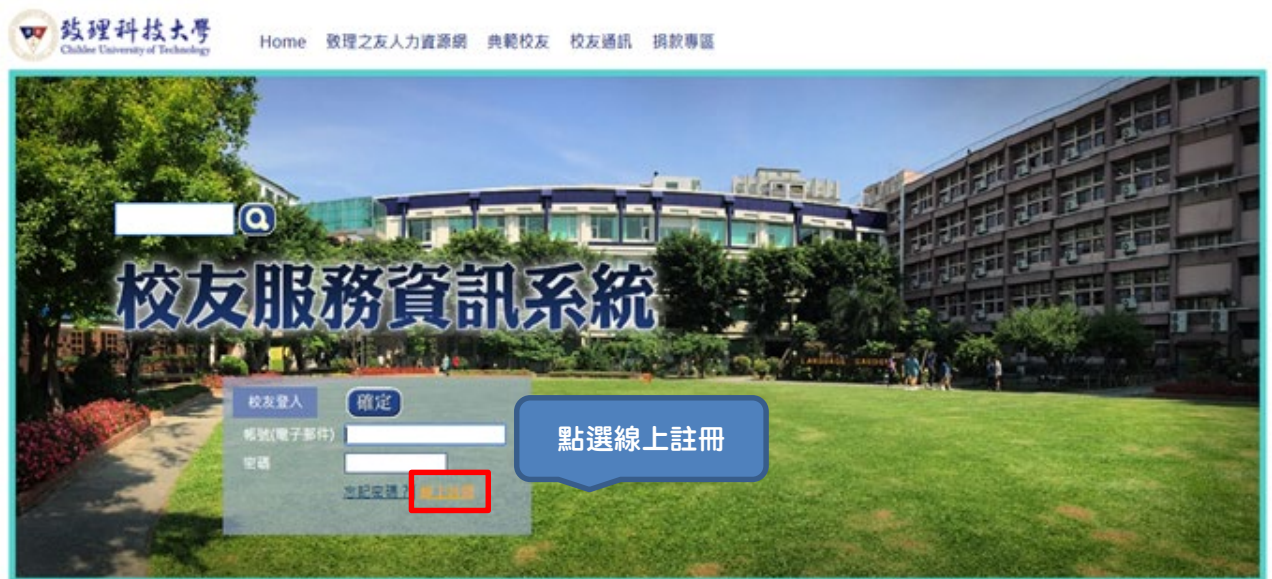 致理科技大學
Chihlee University of Technology
Home 致理之友人力資源網 典範校友 校友通訊 捐款專區
校友服務資訊系統
校友登入 確定
帳號(電子郵件)
密碼
忘記密碼? 線上註冊
點選線上註冊